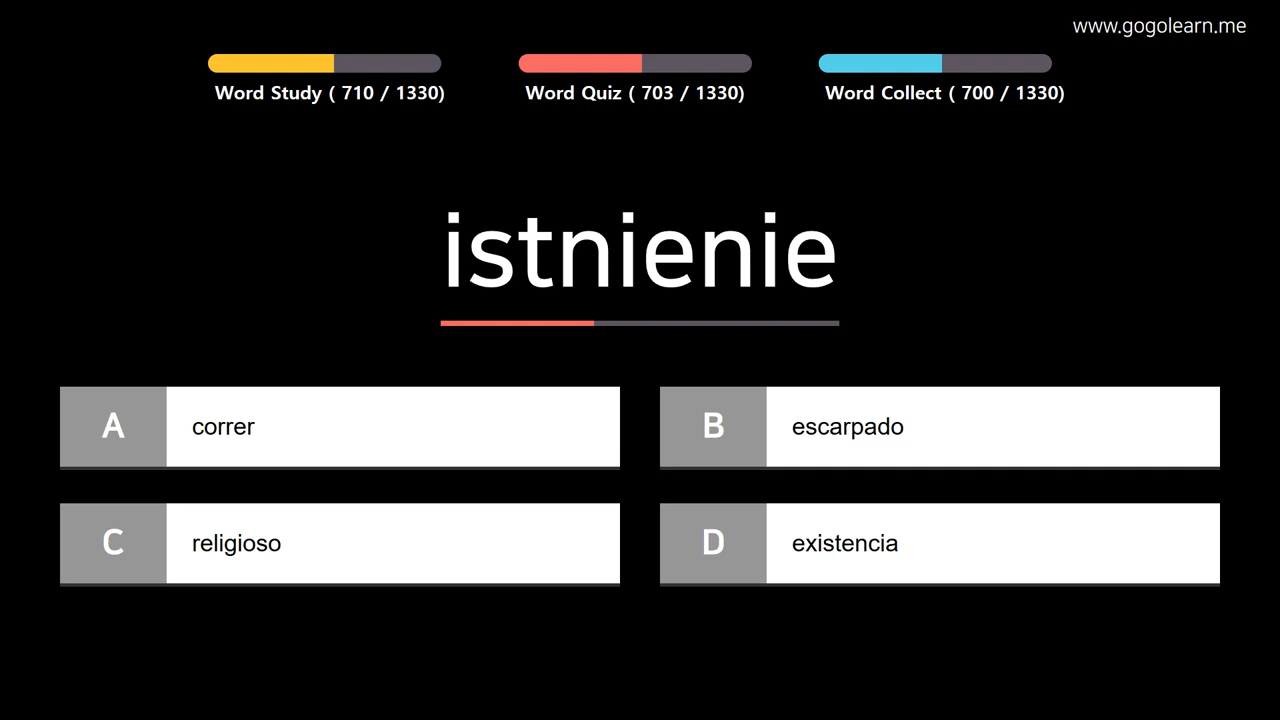 www.gogolearn.me
Word Study ( 710 / 1330)
Word Quiz ( 703 / 1330)
Word Collect ( 700 / 1330)
istnienie
A correr
B escarpado
C religioso
D existencia